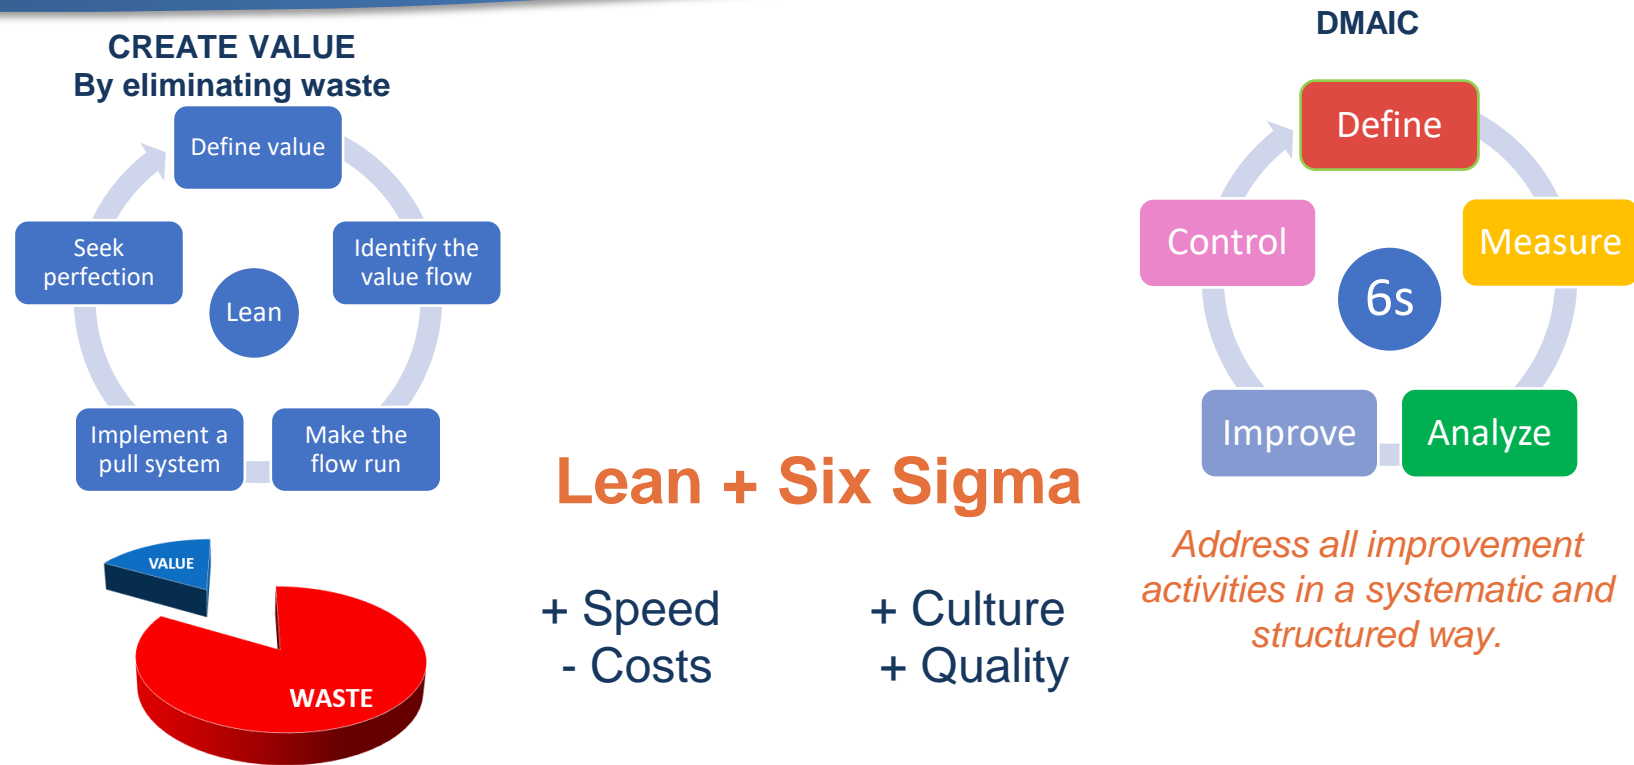 CREATE VALUE
By eliminating waste
Define value
Identify the
value flow
Make the
flow run
Implement a
pull system
Seek
perfection
Lean
VALUE
WASTE
Lean + Six Sigma
+ Speed
- Costs
+ Culture
+ Quality
DMAIC
Define
Measure
Analyze
Improve
Control
6s
Address all improvement
activities in a systematic and
structured way.